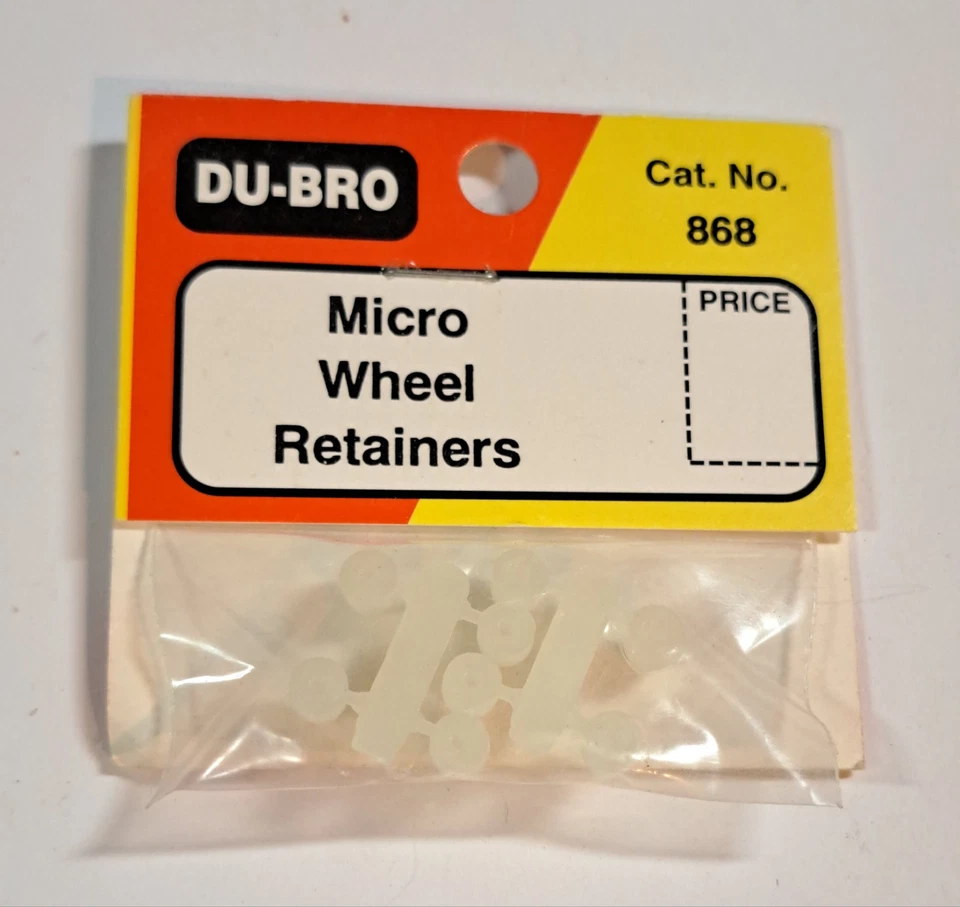 DU-BRO
Cat. No.
868
Micro
Wheel
Retainers
PRICE